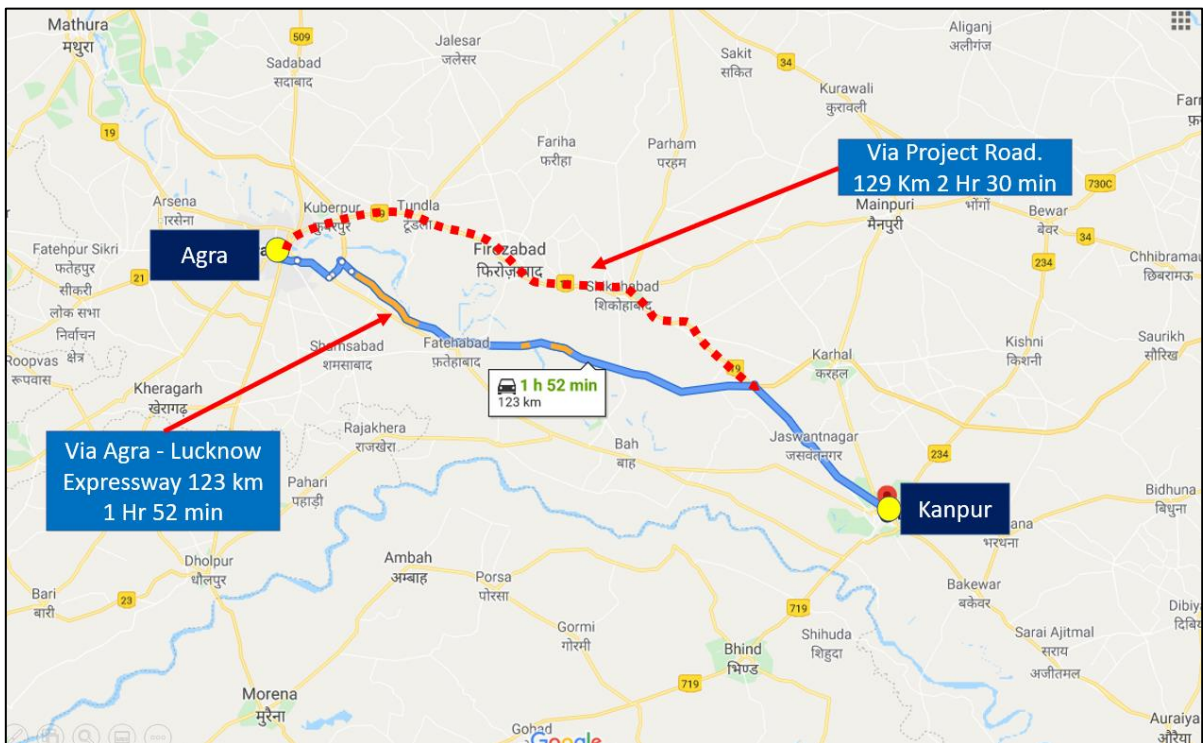 Mathura
मथुरा
509
Sadabad
सदाबाद
Jalesar
जलेसर
Sakit
सकित
34
Aliganj
अलीगंज
Kurawali
कुरावली
19
Fariha
फरीहा
Parham
परहम
Via Project Road.
129 Km 2 Hr 30 min
730C
Mainpuri
मैनपुरी
भोंगों
Bewar
बेवर
34
Arsena
Kuberpur
Tundla
टूंडला
Agra
Fatehpur Sikri
फतेहपुर
सीकरी
लोक सभा
निर्वाचन
क्षेत्र
21
Firozabad
234
Chhibramau
छिबरामऊ
शिकोहाबाद
Roopvas
रूपवास
Shamsabad
शमसाबाद
Fatehabad
फ़तेहाबाद
19
Karhal
करहल
Kishni
किशनी
Saurikh
सौरिख
1 h 52 min
123 km
Kheragarh
खेरागढ़
Via Agra - Lucknow
Expressway 123 km
1 Hr 52 min
Rajakhera
राजखेरा
Bah
बाह
Jaswantnagar
जसवंतनगर
234
Pahari
पहाड़ी
Kanpur
Bidhuna
बिधुना
भरथना
Dholpur
धौलपुर
Ambah
अम्बाह
Porsa
पोरसा
Bakewar
बकेवर
Bari
बारी
23
719
Gormi
गोरमी
Shihuda
शिहुदा
Bhind
भिण्ड
Sarai Ajitmal
सराय
अजीतमल
719
Morena
मुरैना
Gohad
Google
Auraiya
औरैया